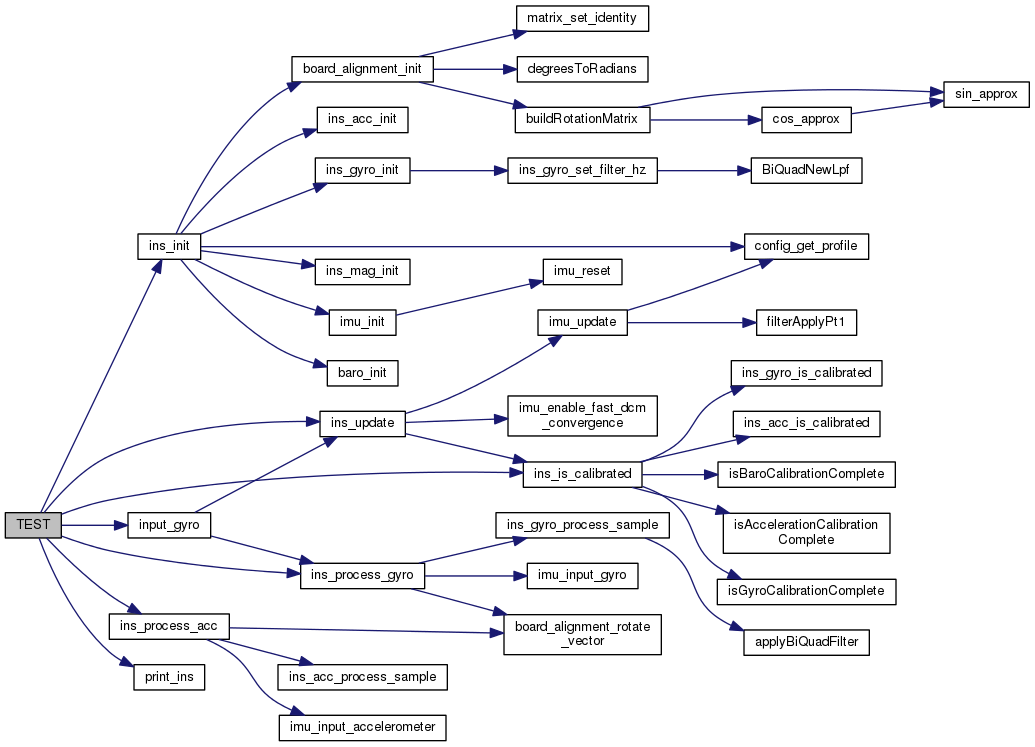 matrix_set_identity
board_alignment_init
degreesToRadians
sin_approx
buildRotationMatrix
cos_approx
ins_acc_init
ins_gyro_init
ins_gyro_set_filter_hz
BiQuadNewLpf
ins_init
config_get_profile
ins_mag_init
imu_reset
imu_init
imu_update
filterApplyPt1
baro_init
ins_gyro_is_calibrated
imu_enable_fast_dcm
_convergence
ins_update
ins_acc_is_calibrated
ins_is_calibrated
isBaroCalibrationComplete
TEST
input_gyro
ins_gyro_process_sample
isAccelerationCalibration
Complete
ins_process_gyro
imu_input_gyro
isGyroCalibrationComplete
ins_process_acc
board_alignment_rotate
_vector
applyBiQuadFilter
print_ins
ins_acc_process_sample
imu_input_accelerometer